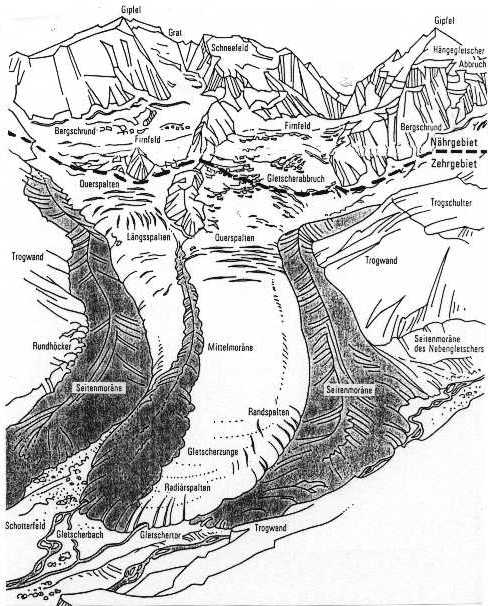 Gipfel
Gipfel
Grat
Schneefeld
Hängegletscher
Abbruch
Bergschrund
Firnfeld
Bergschrund
Firnfeld
Nährgebiet
Gletscherabbruch
Zehrgebiet
Querspalten
Trogschulter
Längsspalten
Querspalten
Trogwand
Trogwand
Rundhöcker
Mittelmoräne
Seitenmoräne
des Nebengletschers
Seitenmoräne
Seitenmoräne
Randspalten
Gletscherzunge
Radiärspalten
Schotterfeld
Gletscherbach
Gletschertor
Trogwand